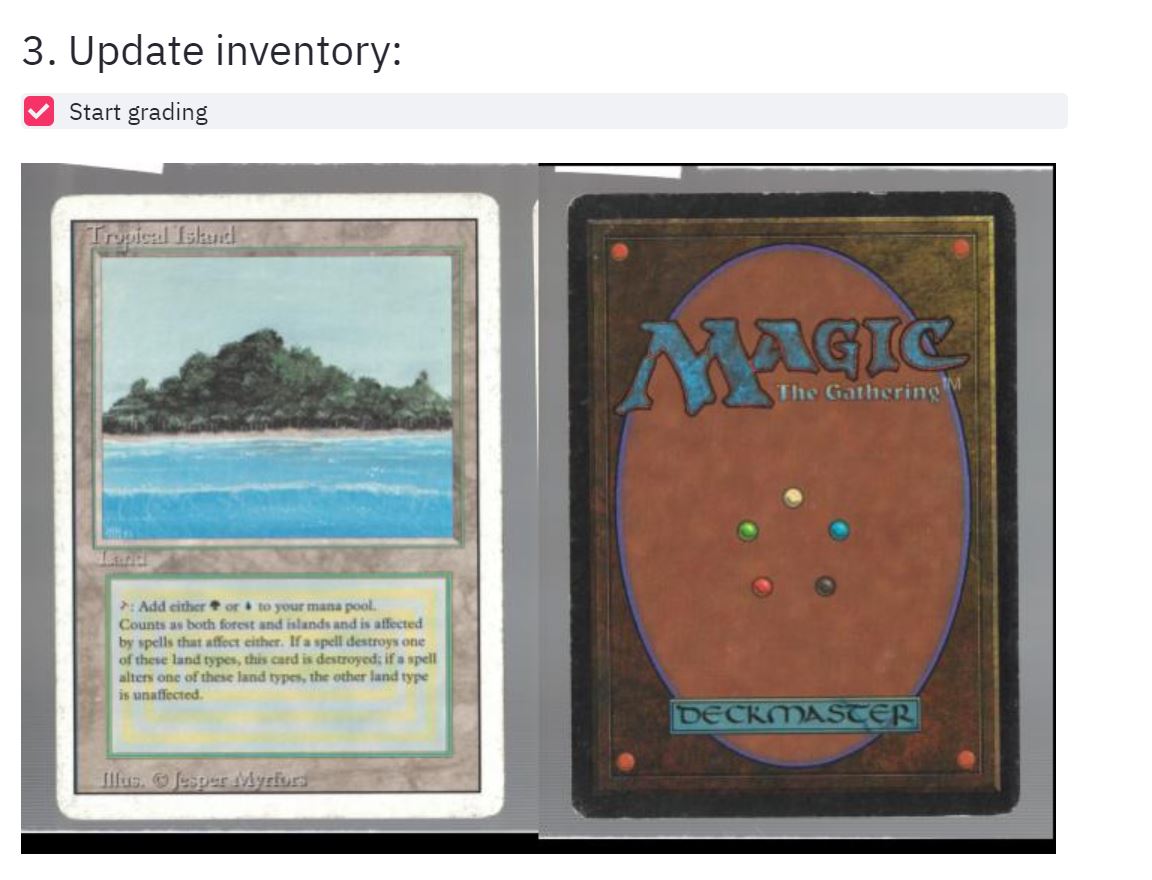 3. Update inventory:
Start grading
Tropical Island
Land
: Add either or to your mana pool.
Counts as both forest and islands and is affected
by spells that affect either. If a spell destroys one
of these land types, this card is destroyed; if a spell
alters one of these land types, the other land type
is unaffected.
Illus. © Jesper Myrfors
MAGIC
The Gathering™
DECKMASTER